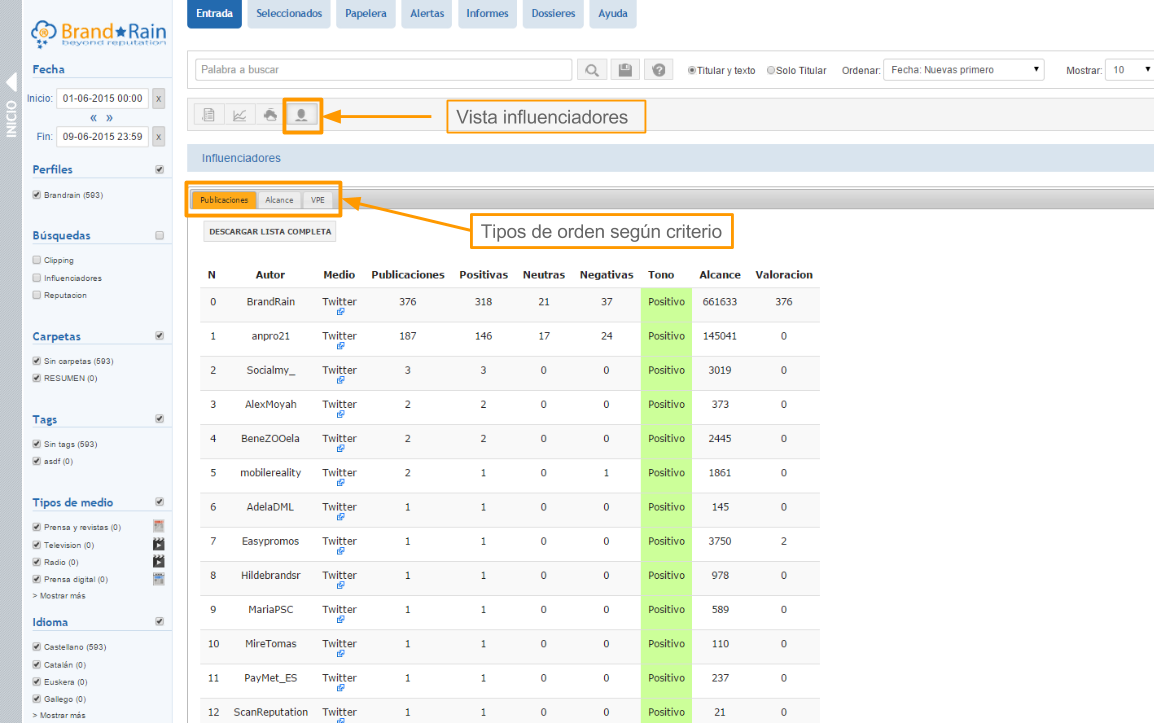 Entrada Seleccionados Papelera Alertas Informes Dossieres Ayuda
Brand Rain
beyond reputation
INICIO
Fecha
Inicio: 01-06-2015 00:00 x
« »
Fin: 09-06-2015 23:59 x
Perfiles
Brandrain (593)
Búsquedas
Clipping
Influenciadores
Reputacion
Carpetas
Sin carpetas (593)
RESUMEN (0)
Tags
Sin tags (593)
asdf (0)
Tipos de medio
Prensa y revistas (0)
Television (0)
Radio (0)
Prensa digital (0)
> Mostrar más
Idioma
Castellano (593)
Catalán (0)
Euskera (0)
Gallego (0)
> Mostrar más
Palabra a buscar Titular y texto Solo Titular Ordenar: Fecha: Nuevas primero Mostrar: 10
Vista influenciadores
Influenciadores
Publicaciones Alcance VPE
Tipos de orden según criterio
DESCARGAR LISTA COMPLETA
N Autor Medio Publicaciones Positivas Neutras Negativas Tono Alcance Valoracion
0 BrandRain Twitter 376 318 21 37 Positivo 661633 376
1 anpro21 Twitter 187 146 17 24 Positivo 145041 0
2 Socialmy_ Twitter 3 3 0 0 Positivo 3019 0
3 AlexMoyah Twitter 2 2 0 0 Positivo 373 0
4 BeneZOOela Twitter 2 2 0 0 Positivo 2445 0
5 mobilereality Twitter 2 1 0 1 Positivo 1861 0
6 AdelaDML Twitter 1 1 0 0 Positivo 145 0
7 Easypromos Twitter 1 1 0 0 Positivo 3750 2
8 Hildebrandsr Twitter 1 1 0 0 Positivo 978 0
9 MariaPSC Twitter 1 1 0 0 Positivo 589 0
10 MireTomas Twitter 1 1 0 0 Positivo 110 0
11 PayMet_ES Twitter 1 1 0 0 Positivo 237 0
12 ScanReputation Twitter 1 1 0 0 Positivo 21 0